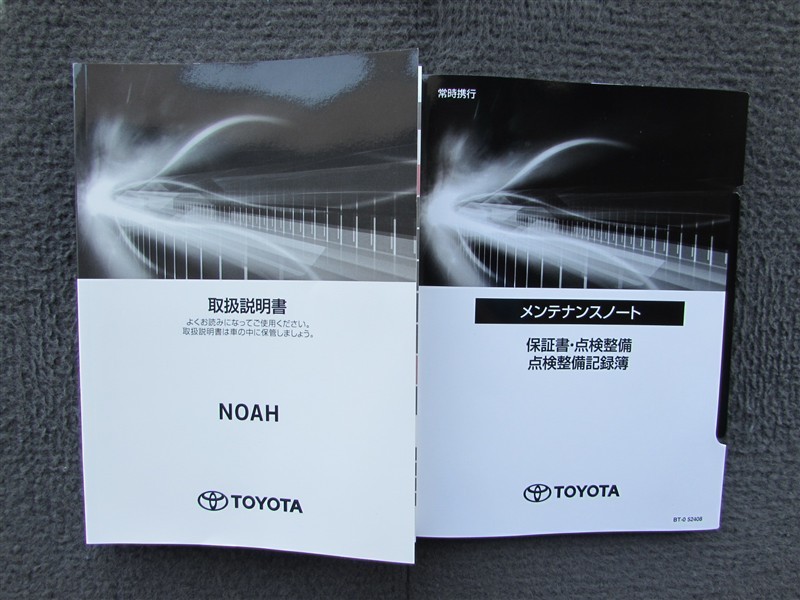 取扱説明書
よくお読みになってご使用ください。
取扱説明書は車の中に保管しましょう。
NOAH
TOYOTA
常時携行
メンテナンスノート
保証書・点検整備
点検整備記録簿
TOYOTA
BT-0 S2408